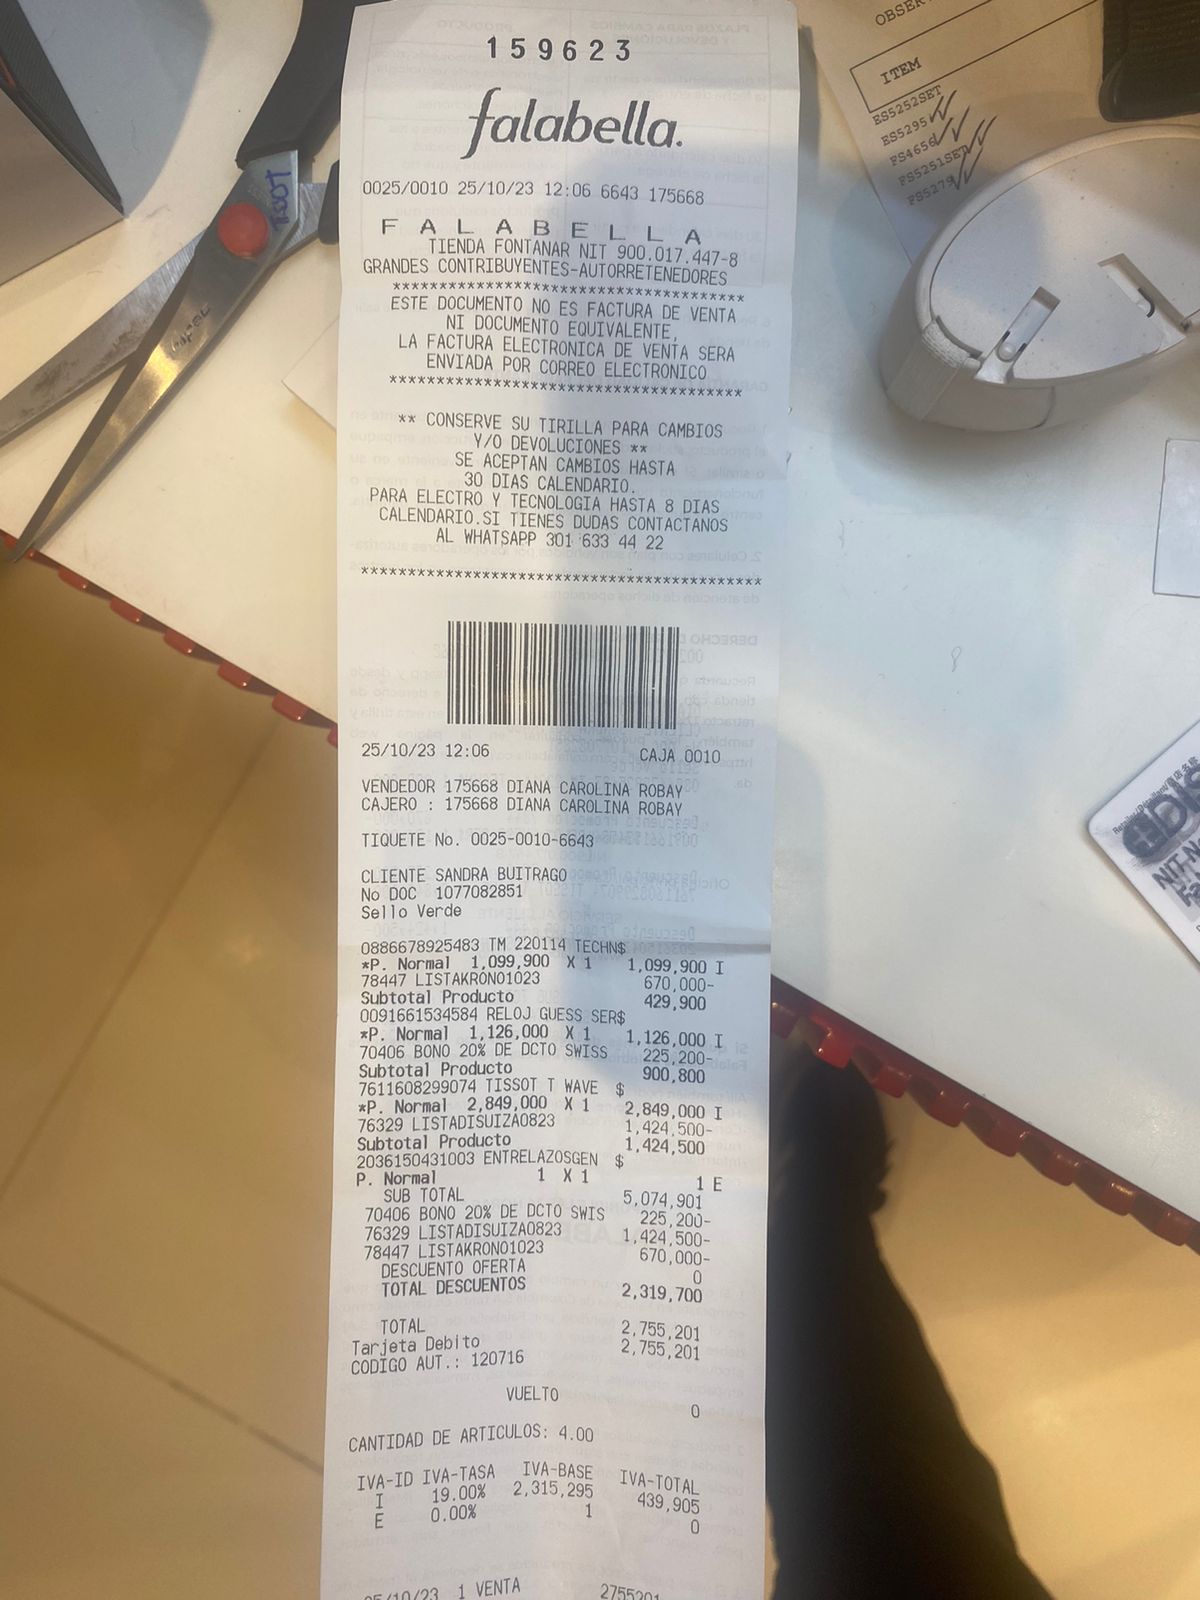 159623
falabella.
0025/0010 25/10/23 12:06 6643 175668
F A L A B E L L A
TIENDA FONTANAR NIT 900.017.447-8
GRANDES CONTRIBUYENTES-AUTORRETENEDORES
**************************************
ESTE DOCUMENTO NO ES FACTURA DE VENTA
NI DOCUMENTO EQUIVALENTE,
LA FACTURA ELECTRONICA DE VENTA SERA
ENVIADA POR CORREO ELECTRONICO
**************************************
** CONSERVE SU TIRILLA PARA CAMBIOS
Y/O DEVOLUCIONES **
SE ACEPTAN CAMBIOS HASTA
30 DIAS CALENDARIO.
PARA ELECTRO Y TECNOLOGIA HASTA 8 DIAS
CALENDARIO.SI TIENES DUDAS CONTACTANOS
AL WHATSAPP 301 633 44 22
*******************************************
25/10/23 12:06 CAJA 0010
VENDEDOR 175668 DIANA CAROLINA ROBAY
CAJERO : 175668 DIANA CAROLINA ROBAY
TIQUETE No. 0025-0010-6643
CLIENTE SANDRA BUITRAGO
No DOC 1077082851
Sello Verde
0886678925483 TM 220114 TECHN$
*P. Normal 1,099,900 X 1 1,099,900 I
78447 LISTAKRONO1023 670,000-
Subtotal Producto 429,900
0091661534584 RELOJ GUESS SER$
*P. Normal 1,126,000 X 1 1,126,000 I
70406 BONO 20% DE DCTO SWISS 225,200-
Subtotal Producto 900,800
7611608299074 TISSOT T WAVE $
*P. Normal 2,849,000 X 1 2,849,000 I
76329 LISTADISUIZA0823 1,424,500-
Subtotal Producto 1,424,500
2036150431003 ENTRELAZOSGEN $
P. Normal 1 X 1 1 E
SUB TOTAL 5,074,901
70406 BONO 20% DE DCTO SWIS 225,200-
76329 LISTADISUIZA0823 1,424,500-
78447 LISTAKRONO1023 670,000-
DESCUENTO OFERTA 0
TOTAL DESCUENTOS 2,319,700
TOTAL 2,755,201
Tarjeta Debito 2,755,201
CODIGO AUT.: 120716
VUELTO 0
CANTIDAD DE ARTICULOS: 4.00
IVA-ID IVA-TASA IVA-BASE IVA-TOTAL
I 19.00% 2,315,295 439,905
E 0.00% 1 0
25/10/23 1 VENTA 2755201
ITEM
ES5252SET
ES5295
FS4656
FS5251SET
FS5279